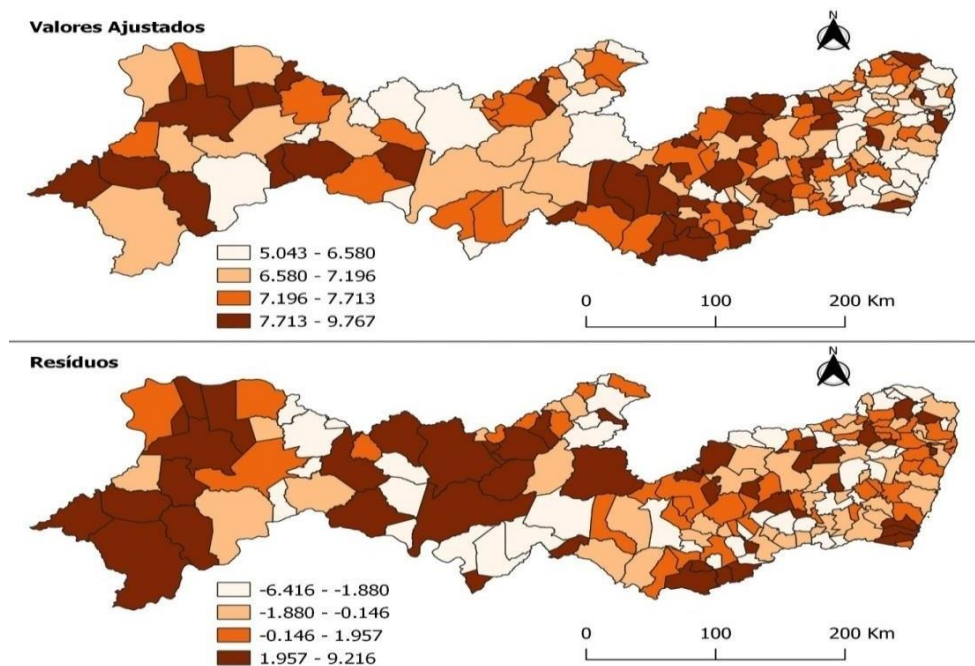 Valores Ajustados
N
5.043 - 6.580
6.580 - 7.196
7.196 - 7.713
7.713 - 9.767
0 100 200 Km
Resíduos
N
-6.416 - -1.880
-1.880 - -0.146
-0.146 - 1.957
1.957 - 9.216
0 100 200 Km